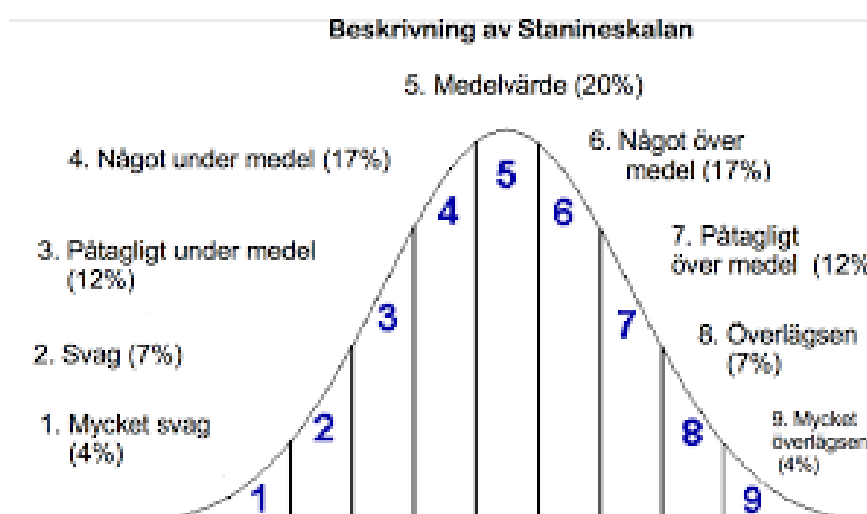 Beskrivning av Stanineskalan
5. Medelvärde (20%)
4. Något under medel (17%)
6. Något över
medel (17%)
3. Påtagligt under medel
(12%)
7. Påtagligt
över medel (12%
2. Svag (7%)
8. Överlägsen
(7%)
1. Mycket svag
(4%)
9. Mycket
överlägsen
(4%)
1
2
3
4
5
6
7
8
9